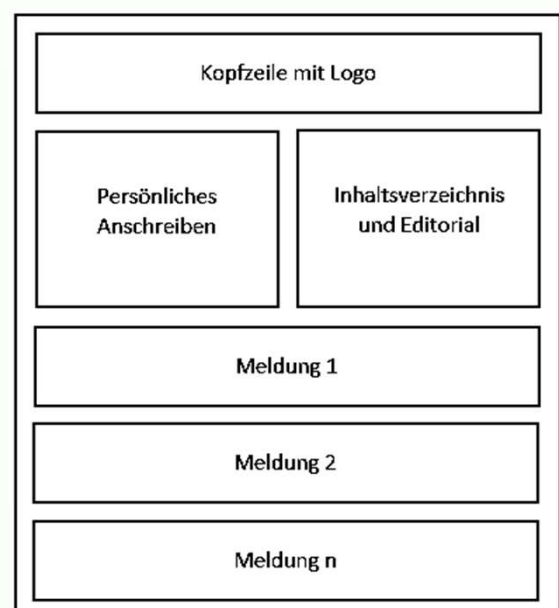 Kopfzeile mit Logo
Persönliches
Anschreiben
Inhaltsverzeichnis
und Editorial
Meldung 1
Meldung 2
Meldung n